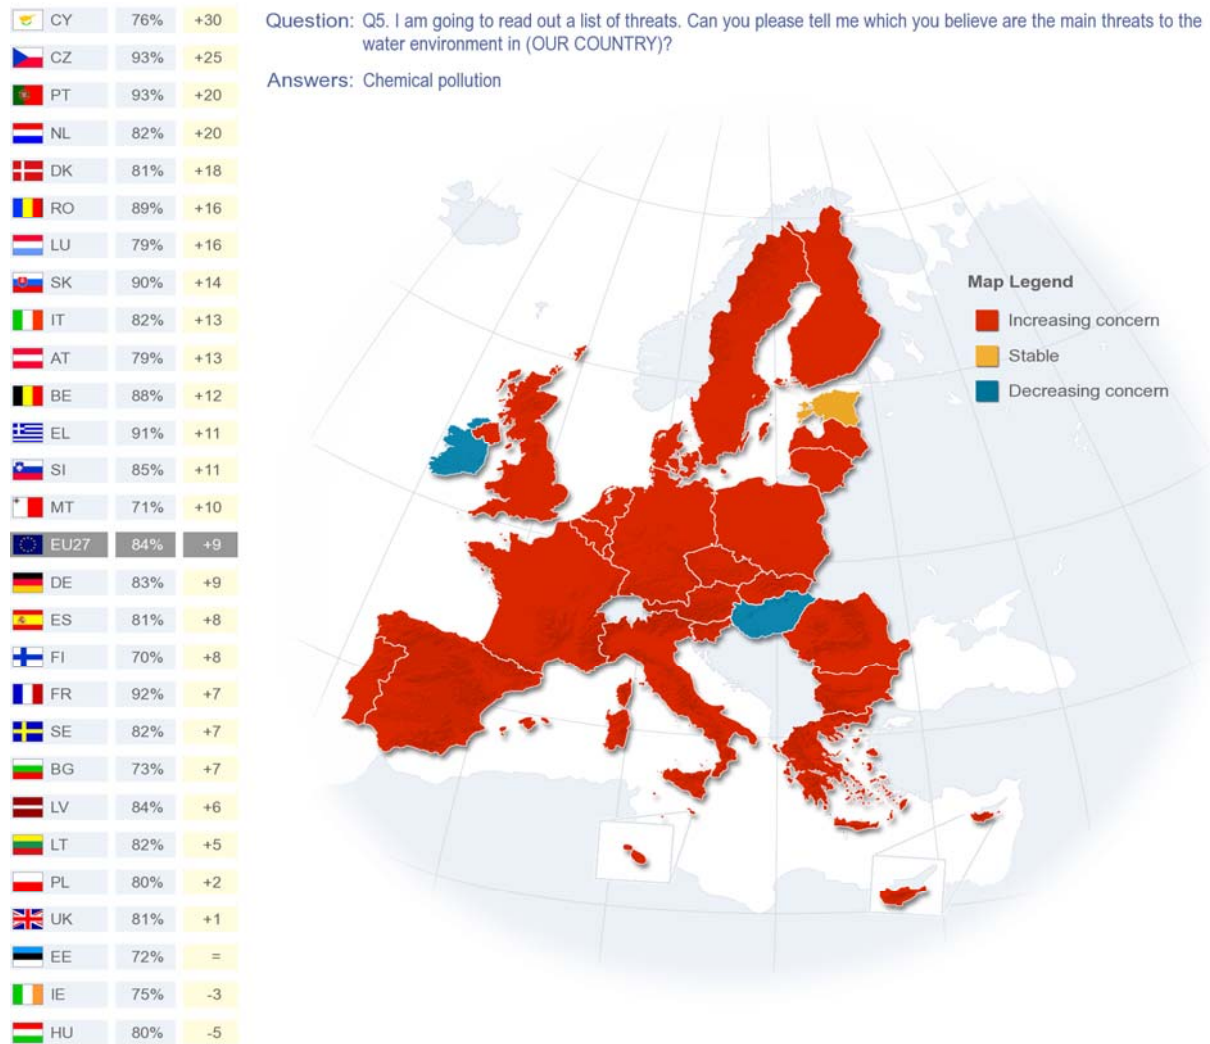 CY 76% +30
CZ 93% +25
PT 93% +20
NL 82% +20
DK 81% +18
RO 89% +16
LU 79% +16
SK 90% +14
IT 82% +13
AT 79% +13
BE 88% +12
EL 91% +11
SI 85% +11
MT 71% +10
EU27 84% +9
DE 83% +9
ES 81% +8
FI 70% +8
FR 92% +7
SE 82% +7
BG 73% +7
LV 84% +6
LT 82% +5
PL 80% +2
UK 81% +1
EE 72% =
IE 75% -3
HU 80% -5
Question: Q5. I am going to read out a list of threats. Can you please tell me which you believe are the main threats to the
water environment in (OUR COUNTRY)?
Answers: Chemical pollution
Map Legend
Increasing concern
Stable
Decreasing concern